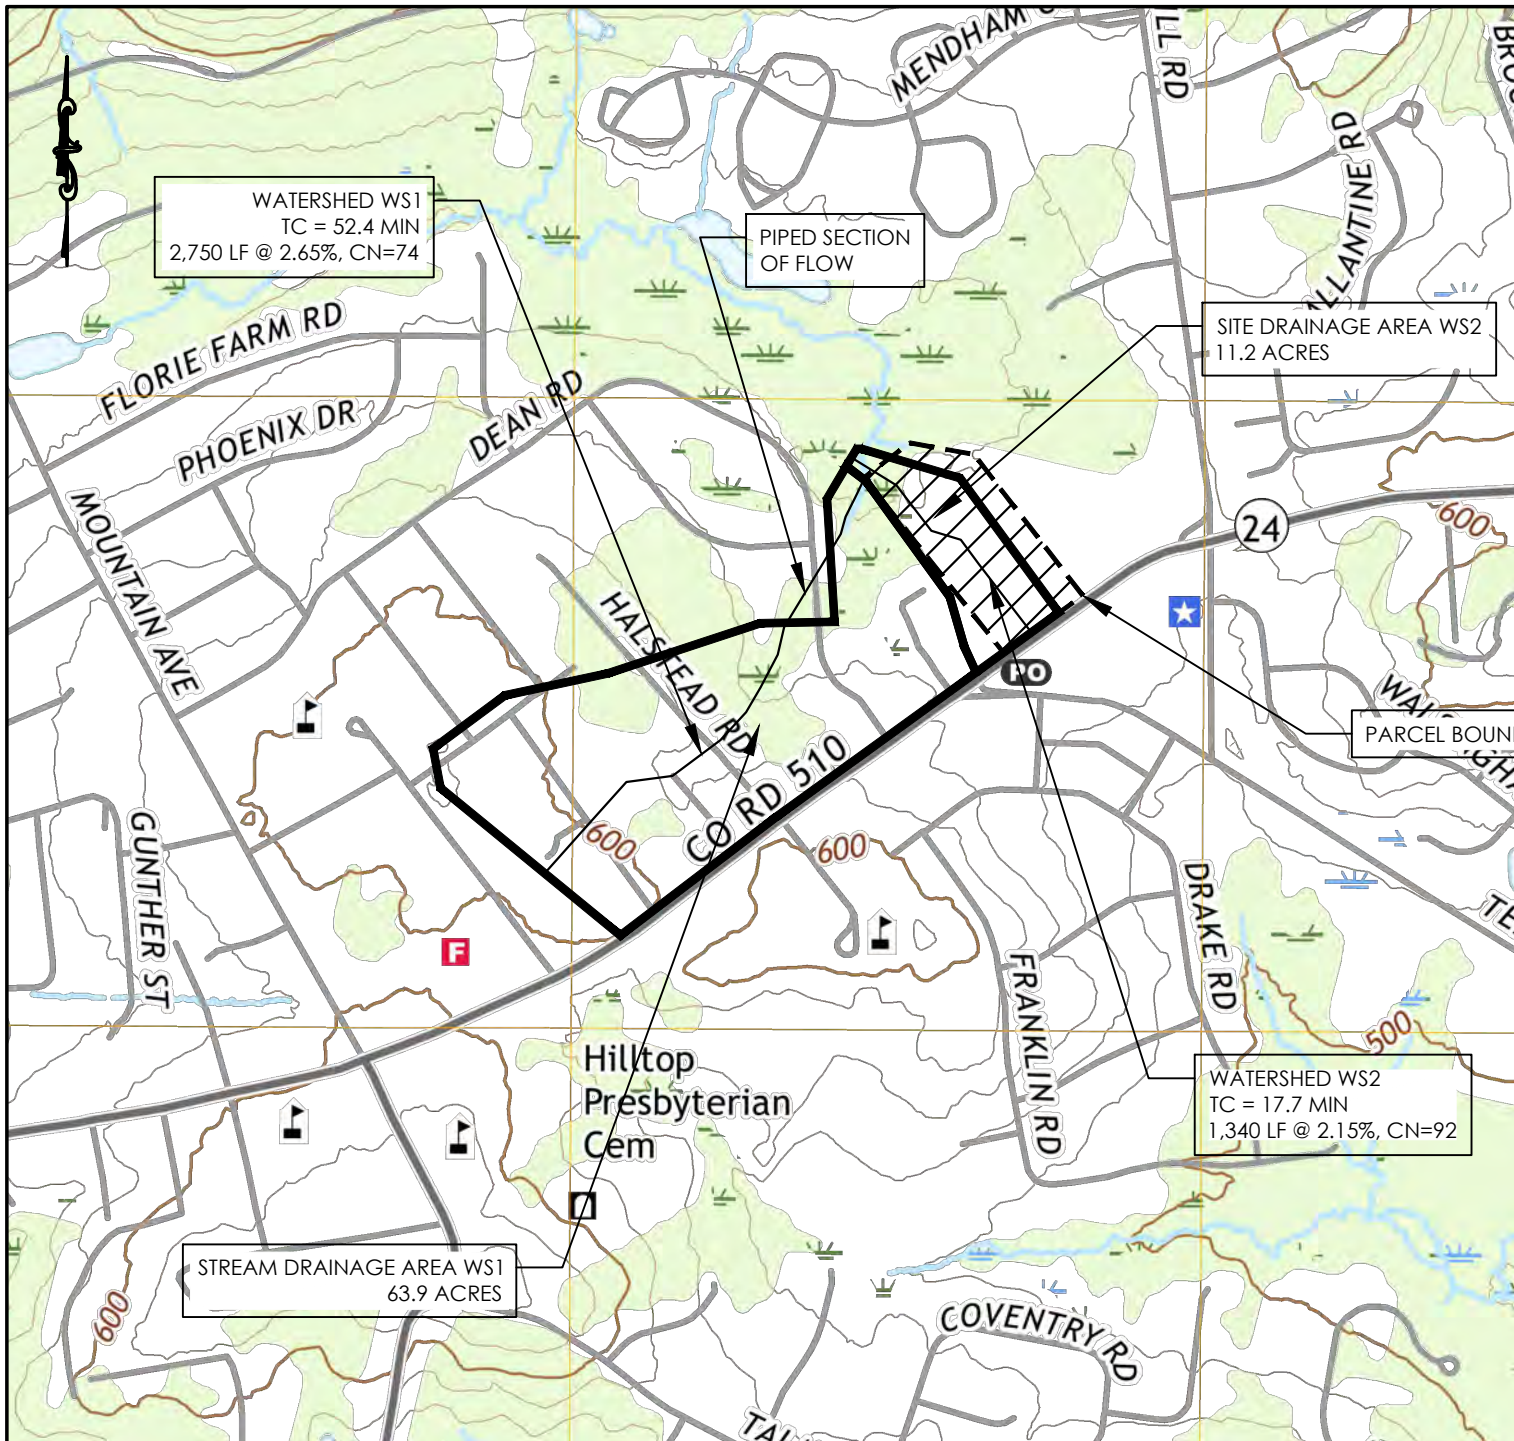 MENDHAM
ILL RD
WATERSHED WS1
TC = 52.4 MIN
2,750 LF @ 2.65%, CN=74
PIPED SECTION
OF FLOW
SITE DRAINAGE AREA WS2
11.2 ACRES
FLORIE FARM RD
PHOENIX DR
DEAN RD
MOUNTAIN AVE
24
600
HALSTEAD RD
PO
PARCEL BOUN
CO RD 510
600
600
GUNTHER ST
F
DRAKE RD
FRANKLIN RD
500
Hilltop
Presbyterian
Cem
WATERSHED WS2
TC = 17.7 MIN
1,340 LF @ 2.15%, CN=92
STREAM DRAINAGE AREA WS1
63.9 ACRES
600
COVENTRY RD